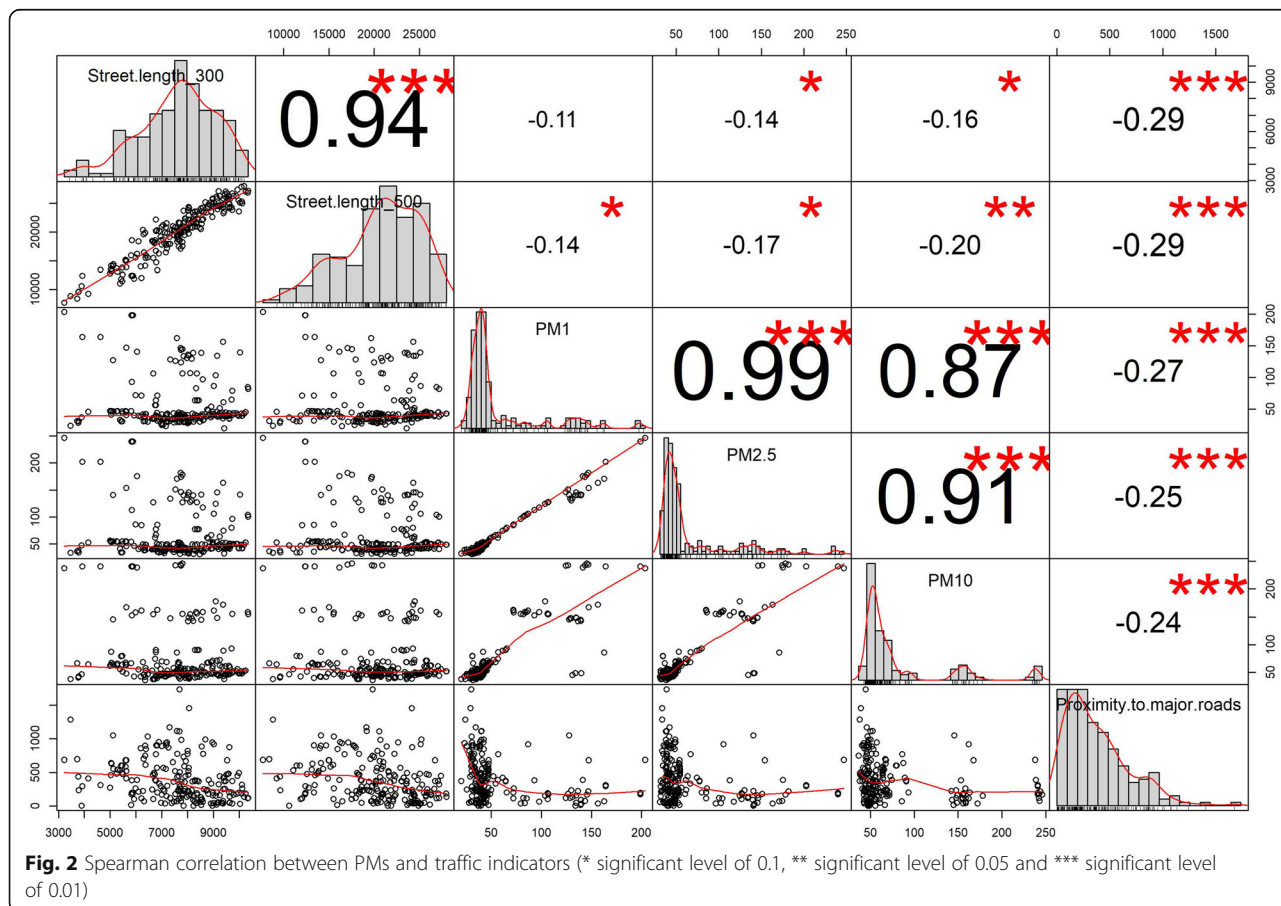 10000 15000 20000 25000
50 100 150 200 250
0 500 1000 1500
Street.length_300
0.94
***
-0.11
-0.14
*
-0.16
*
-0.29
***
3000 6000 9000
10000 20000
Street.length_500
-0.14
*
-0.17
*
-0.20
**
-0.29
***
PM1
0.99
***
0.87
***
-0.27
***
50 100 150 200
50 100 200
PM2.5
0.91
***
-0.25
***
PM10
-0.24
***
50 100 200
0 500 1000
Proximity.to.major.roads
3000 5000 7000 9000
50 100 150 200
50 100 150 200 250
Fig. 2 Spearman correlation between PMs and traffic indicators (* significant level of 0.1, ** significant level of 0.05 and *** significant level
of 0.01)